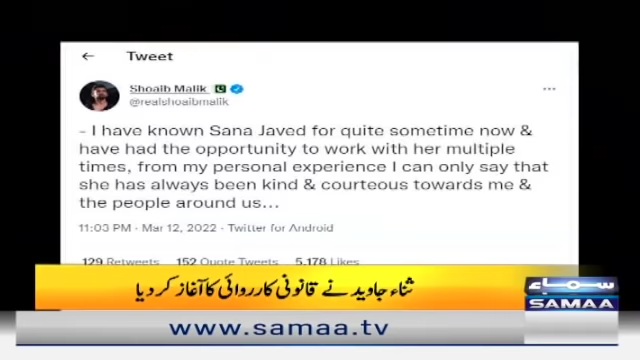 Tweet
Shoaib Malik
@realshoaibmalik
- I have known Sana Javed for quite sometime now &
have had the opportunity to work with her multiple
times, from my personal experience I can only say that
she has always been kind & courteous towards me &
the people around us...
11:03 PM · Mar 12, 2022 · Twitter for Android
129 Retweets 152 Quote Tweets 5,178 Likes
ثناء جاوید نے قانونی کارروائی کا آغاز کر دیا
سماء
SAMAA
www.samaa.tv